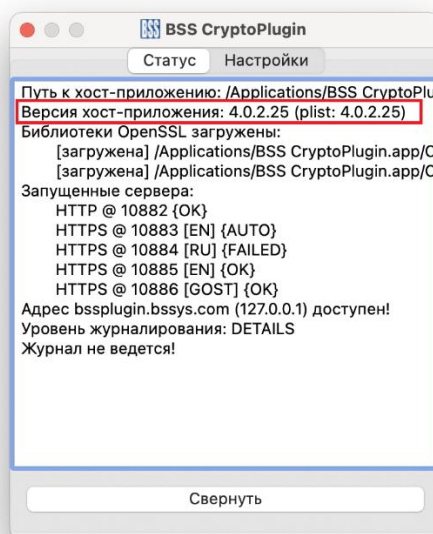 BSS CryptoPlugin
Статус Настройки
Путь к хост-приложению: /Applications/BSS CryptoPlu
Версия хост-приложения: 4.0.2.25 (plist: 4.0.2.25)
Библиотеки OpenSSL загружены:
[загружена] /Applications/BSS CryptoPlugin.app/C
[загружена] /Applications/BSS CryptoPlugin.app/C
Запущенные сервера:
HTTP @ 10882 {OK}
HTTPS @ 10883 [EN] {AUTO}
HTTPS @ 10884 [RU] {FAILED}
HTTPS @ 10885 [EN] {OK}
HTTPS @ 10886 [GOST] {OK}
Адрес bssplugin.bssys.com (127.0.0.1) доступен!
Уровень журналирования: DETAILS
Журнал не ведется!
Свернуть